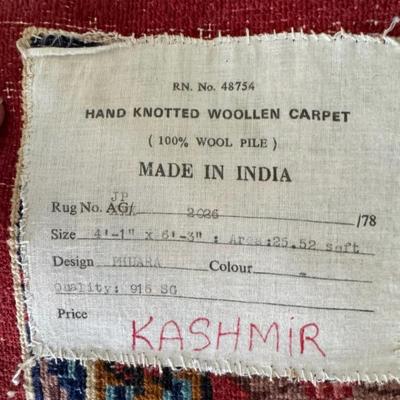 RN. No. 48754
HAND KNOTTED WOOLLEN CARPET
( 100% WOOL PILE )
MADE IN INDIA
JP
Rug No. AG/ 2026 /78
Size 4'-1" x 6'-3" : Area:25.52 sqft
Design Colour -
Quality: 916 SG
Price
KASHMIR